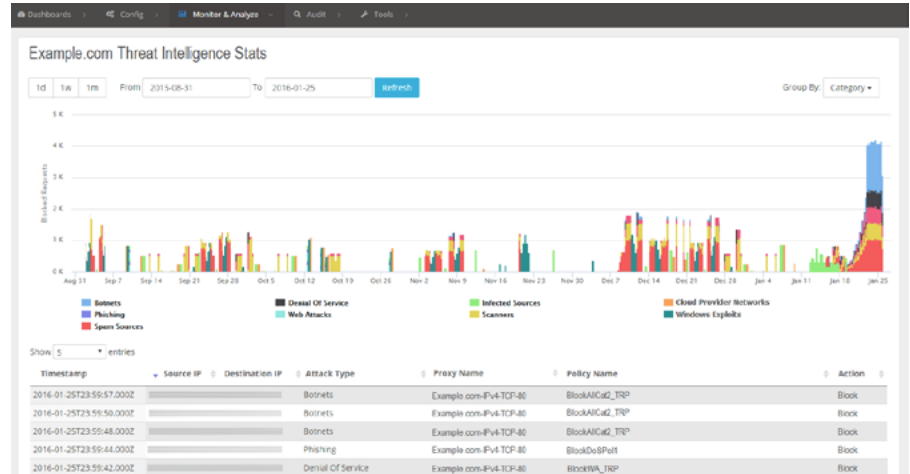 Dashboards Config Monitor & Analyze Audit Tools
Example.com Threat Intelligence Stats
1d 1w 1m From 2015-08-31 To 2016-01-25 Refresh Group By: Category
5 K
4 K
3 K
2 K
1 K
0 K
Blocked Requests
Aug 31 Sep 7 Sep 14 Sep 21 Sep 28 Oct 5 Oct 12 Oct 19 Oct 26 Nov 2 Nov 9 Nov 16 Nov 23 Nov 30 Dec 7 Dec 14 Dec 21 Dec 28 Jan 4 Jan 11 Jan 18 Jan 25
Botnets Denial Of Service Infected Sources Cloud Provider Networks
Phishing Web Attacks Scanners Windows Exploits
Spam Sources
Show 5 entries
Timestamp Source IP Destination IP Attack Type Proxy Name Policy Name Action
2016-01-25T23:59:57.000Z Botnets Example.com-IPv4-TCP-80 BlockAllCat2_TRP Block
2016-01-25T23:59:50.000Z Botnets Example.com-IPv4-TCP-80 BlockAllCat2_TRP Block
2016-01-25T23:59:48.000Z Botnets Example.com-IPv4-TCP-80 BlockAllCat2_TRP Block
2016-01-25T23:59:44.000Z Phishing Example.com-IPv4-TCP-80 BlockDoSPol1 Block
2016-01-25T23:59:42.000Z Denial Of Service Example.com-IPv4-TCP-80 BlockWA_TRP Block